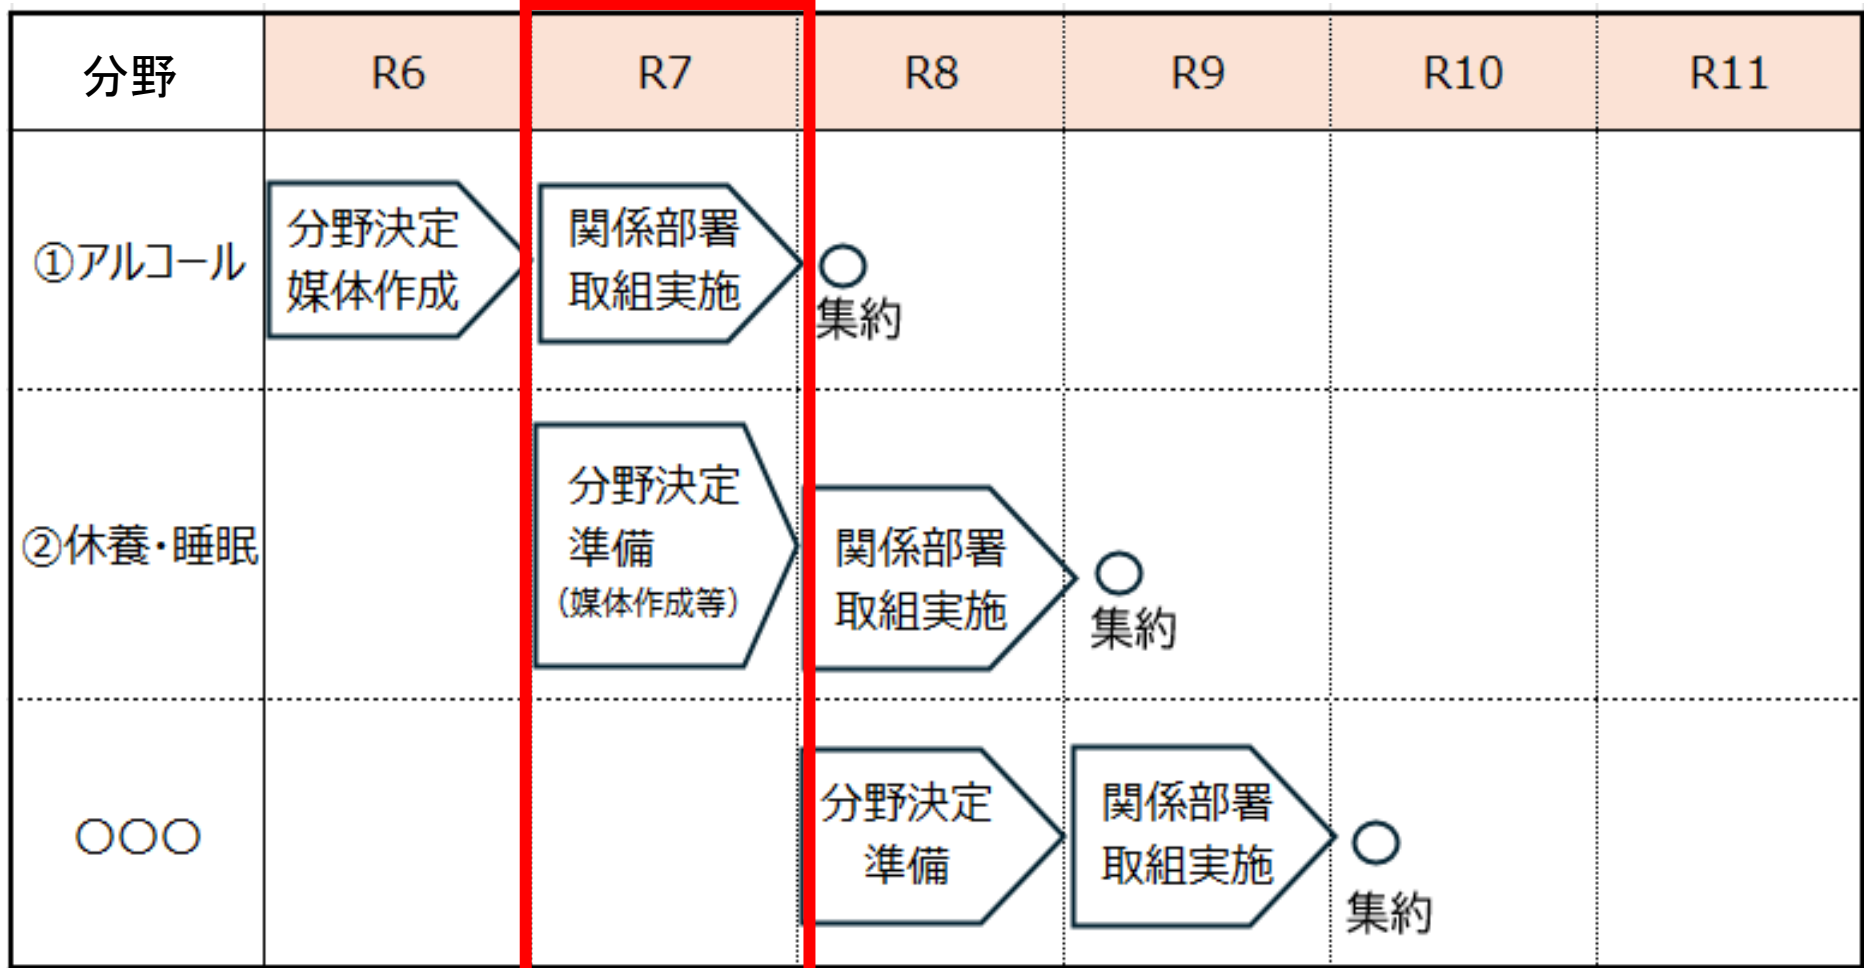 分野 R6 R7 R8 R9 R10 R11
①アルコール
分野決定
媒体作成
関係部署
取組実施
集約
②休養・睡眠
分野決定
準備
（媒体作成等）
関係部署
取組実施
集約
〇〇〇
分野決定
準備
関係部署
取組実施
集約